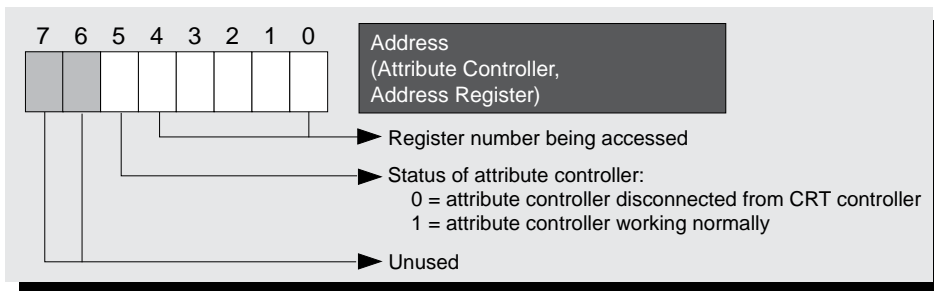 7 6 5 4 3 2 1 0
Address
(Attribute Controller,
Address Register)
Register number being accessed
Status of attribute controller:
0 = attribute controller disconnected from CRT controller
1 = attribute controller working normally
Unused